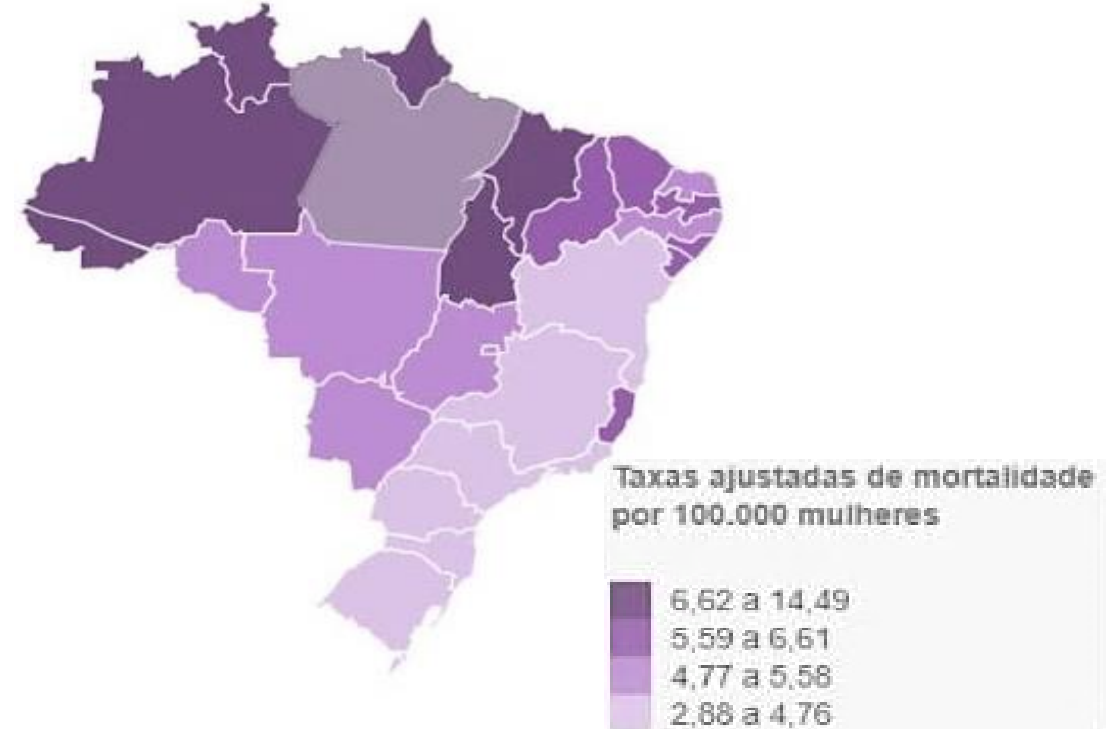 Taxas ajustadas de mortalidade
por 100.000 mulheres
6,62 a 14,49
5,59 a 6,61
4,77 a 5,58
2,88 a 4,76